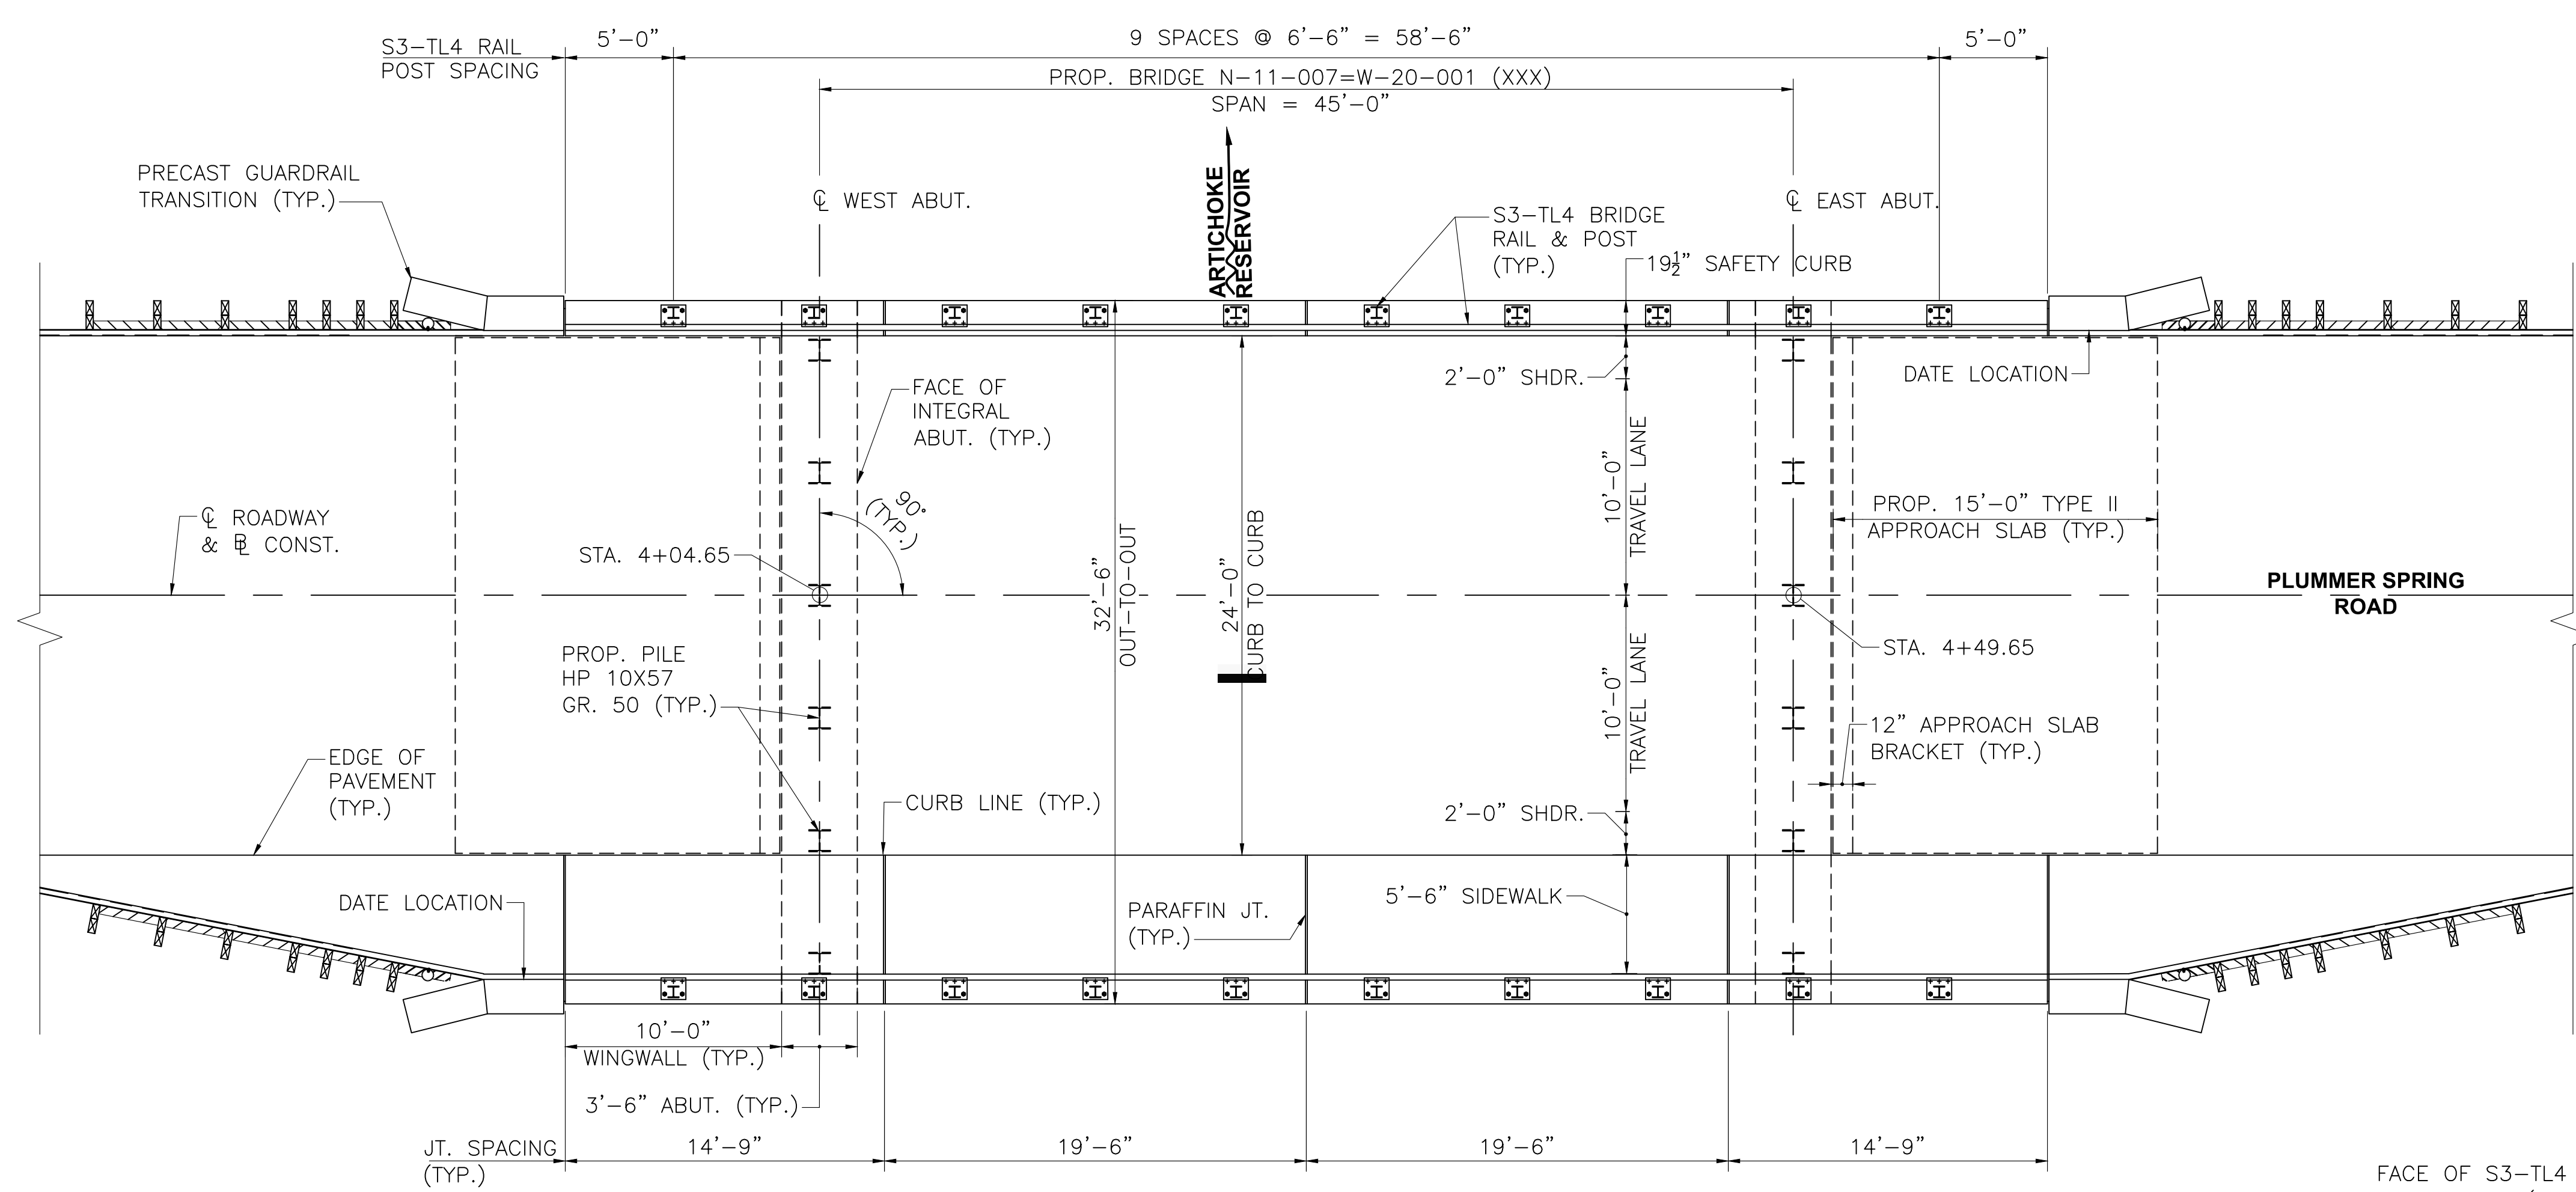 S3-TL4 RAIL
POST SPACING
5'-0"
9 SPACES @ 6'-6" = 58'-6"
5'-0"
PROP. BRIDGE N-11-007=W-20-001 (XXX)
SPAN = 45'-0"
PRECAST GUARDRAIL
TRANSITION (TYP.)
℄ WEST ABUT.
ARTICHOKE
RESERVOIR
℄ EAST ABUT.
S3-TL4 BRIDGE
RAIL & POST
(TYP.)
19½" SAFETY CURB
2'-0" SHDR.
DATE LOCATION
FACE OF
INTEGRAL
ABUT. (TYP.)
90°
(TYP.)
10'-0"
TRAVEL LANE
PROP. 15'-0" TYPE II
APPROACH SLAB (TYP.)
℄ ROADWAY
& BL CONST.
STA. 4+04.65
32'-6"
OUT-TO-OUT
24'-0"
CURB TO CURB
PLUMMER SPRING
ROAD
STA. 4+49.65
PROP. PILE
HP 10X57
GR. 50 (TYP.)
10'-0"
TRAVEL LANE
12" APPROACH SLAB
BRACKET (TYP.)
EDGE OF
PAVEMENT
(TYP.)
CURB LINE (TYP.)
2'-0" SHDR.
DATE LOCATION
PARAFFIN JT.
(TYP.)
5'-6" SIDEWALK
10'-0"
WINGWALL (TYP.)
3'-6" ABUT. (TYP.)
JT. SPACING
(TYP.)
14'-9"
19'-6"
19'-6"
14'-9"
FACE OF S3-TL4